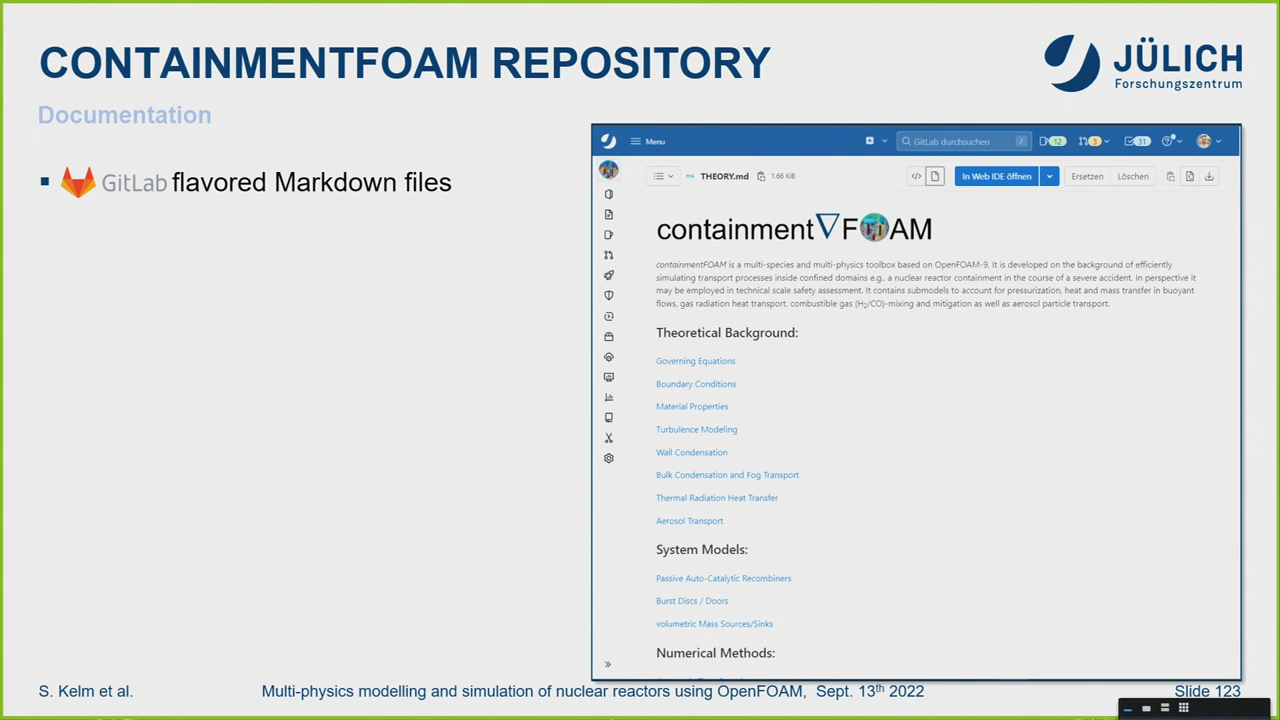 CONTAINMENTFOAM REPOSITORY
JÜLICH
Forschungszentrum
Documentation
GitLab flavored Markdown files
Menu
GitLab durchsuchen /
12
3
31
THEORY.md 1.66 KiB
In Web IDE öffnen
Ersetzen
Löschen
containment∇FOAM
containmentFOAM is a multi-species and multi-physics toolbox based on OpenFOAM-9. It is developed on the background of efficiently
simulating transport processes inside confined domains e.g., a nuclear reactor containment in the course of a severe accident. In perspective it
may be employed in technical scale safety assessment. It contains submodels to account for pressurization, heat and mass transfer in buoyant
flows, gas radiation heat transport, combustible gas (H₂/CO)-mixing and mitigation as well as aerosol particle transport.
Theoretical Background:
Governing Equations
Boundary Conditions
Material Properties
Turbulence Modeling
Wall Condensation
Bulk Condensation and Fog Transport
Thermal Radiation Heat Transfer
Aerosol Transport
System Models:
Passive Auto-Catalytic Recombiners
Burst Discs / Doors
volumetric Mass Sources/Sinks
Numerical Methods:
S. Kelm et al.
Multi-physics modelling and simulation of nuclear reactors using OpenFOAM, Sept. 13th 2022
Slide 123